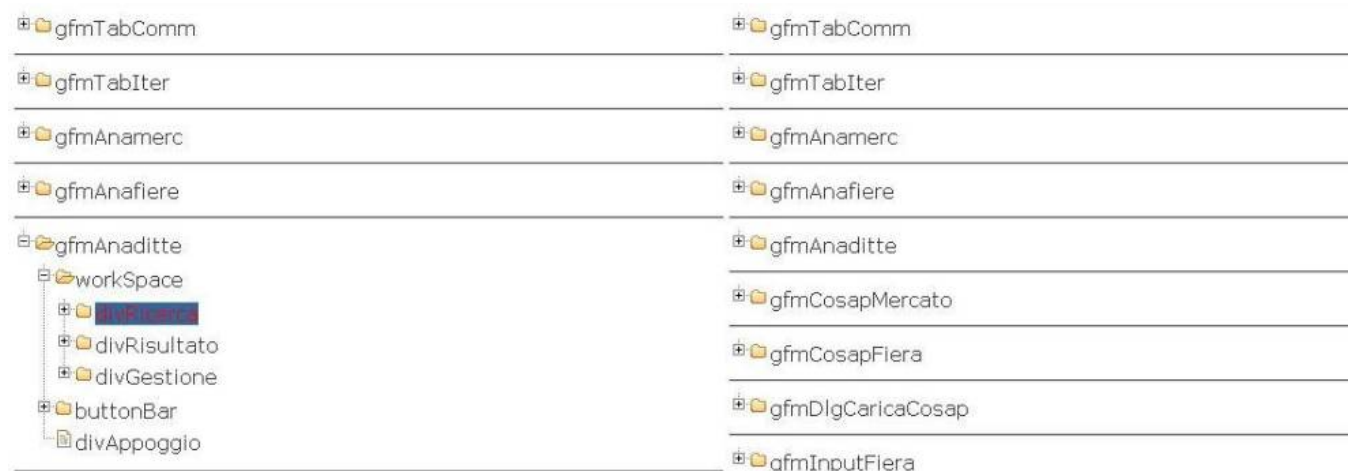 gfmTabComm
gfmTabIter
gfmAnamerc
gfmAnafiere
gfmAnaditte
workSpace
divRicerca
divRisultato
divGestione
buttonBar
divAppoggio
gfmTabComm
gfmTabIter
gfmAnamerc
gfmAnafiere
gfmAnaditte
gfmCosapMercato
gfmCosapFiera
gfmDlgCaricaCosap
gfmInputFiera